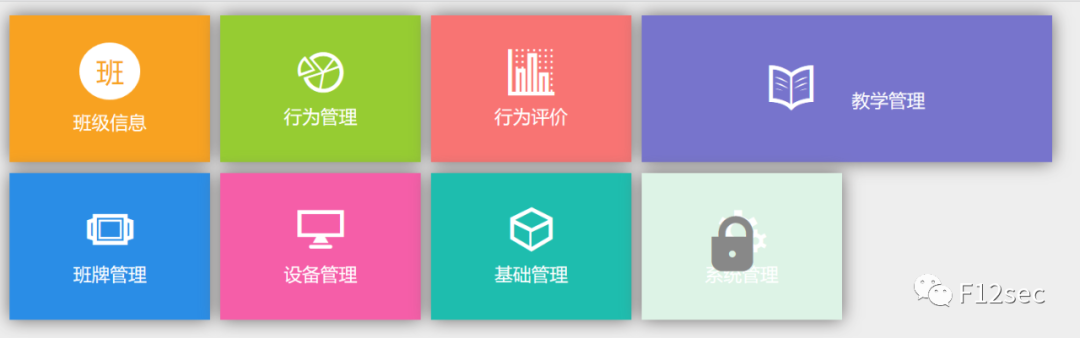 班
班级信息
行为管理
行为评价
教学管理
班牌管理
设备管理
基础管理
系统管理
F12sec